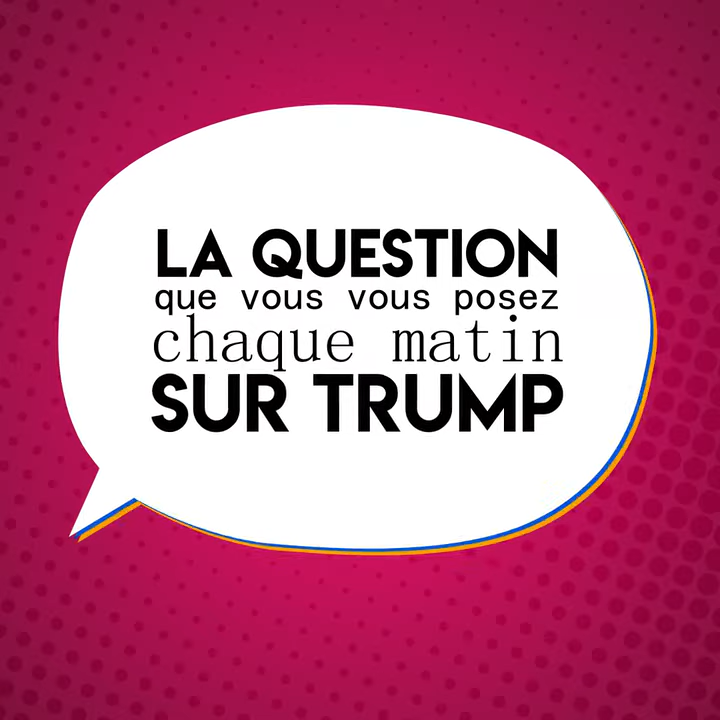 LA QUESTION
que vous vous posez
chaque matin
SUR TRUMP